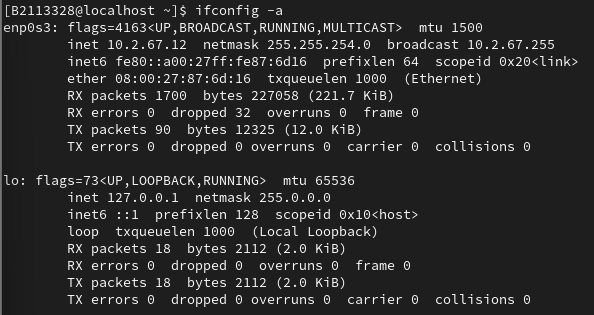 [B2113328@localhost ~]$ ifconfig -a
enp0s3: flags=4163<UP,BROADCAST,RUNNING,MULTICAST>  mtu 1500
        inet 10.2.67.12  netmask 255.255.254.0  broadcast 10.2.67.255
        inet6 fe80::a00:27ff:fe87:6d16  prefixlen 64  scopeid 0x20<link>
        ether 08:00:27:87:6d:16  txqueuelen 1000  (Ethernet)
        RX packets 1700  bytes 227058 (221.7 KiB)
        RX errors 0  dropped 32  overruns 0  frame 0
        TX packets 90  bytes 12325 (12.0 KiB)
        TX errors 0  dropped 0 overruns 0  carrier 0  collisions 0

lo: flags=73<UP,LOOPBACK,RUNNING>  mtu 65536
        inet 127.0.0.1  netmask 255.0.0.0
        inet6 ::1  prefixlen 128  scopeid 0x10<host>
        loop  txqueuelen 1000  (Local Loopback)
        RX packets 18  bytes 2112 (2.0 KiB)
        RX errors 0  dropped 0  overruns 0  frame 0
        TX packets 18  bytes 2112 (2.0 KiB)
        TX errors 0  dropped 0 overruns 0  carrier 0  collisions 0